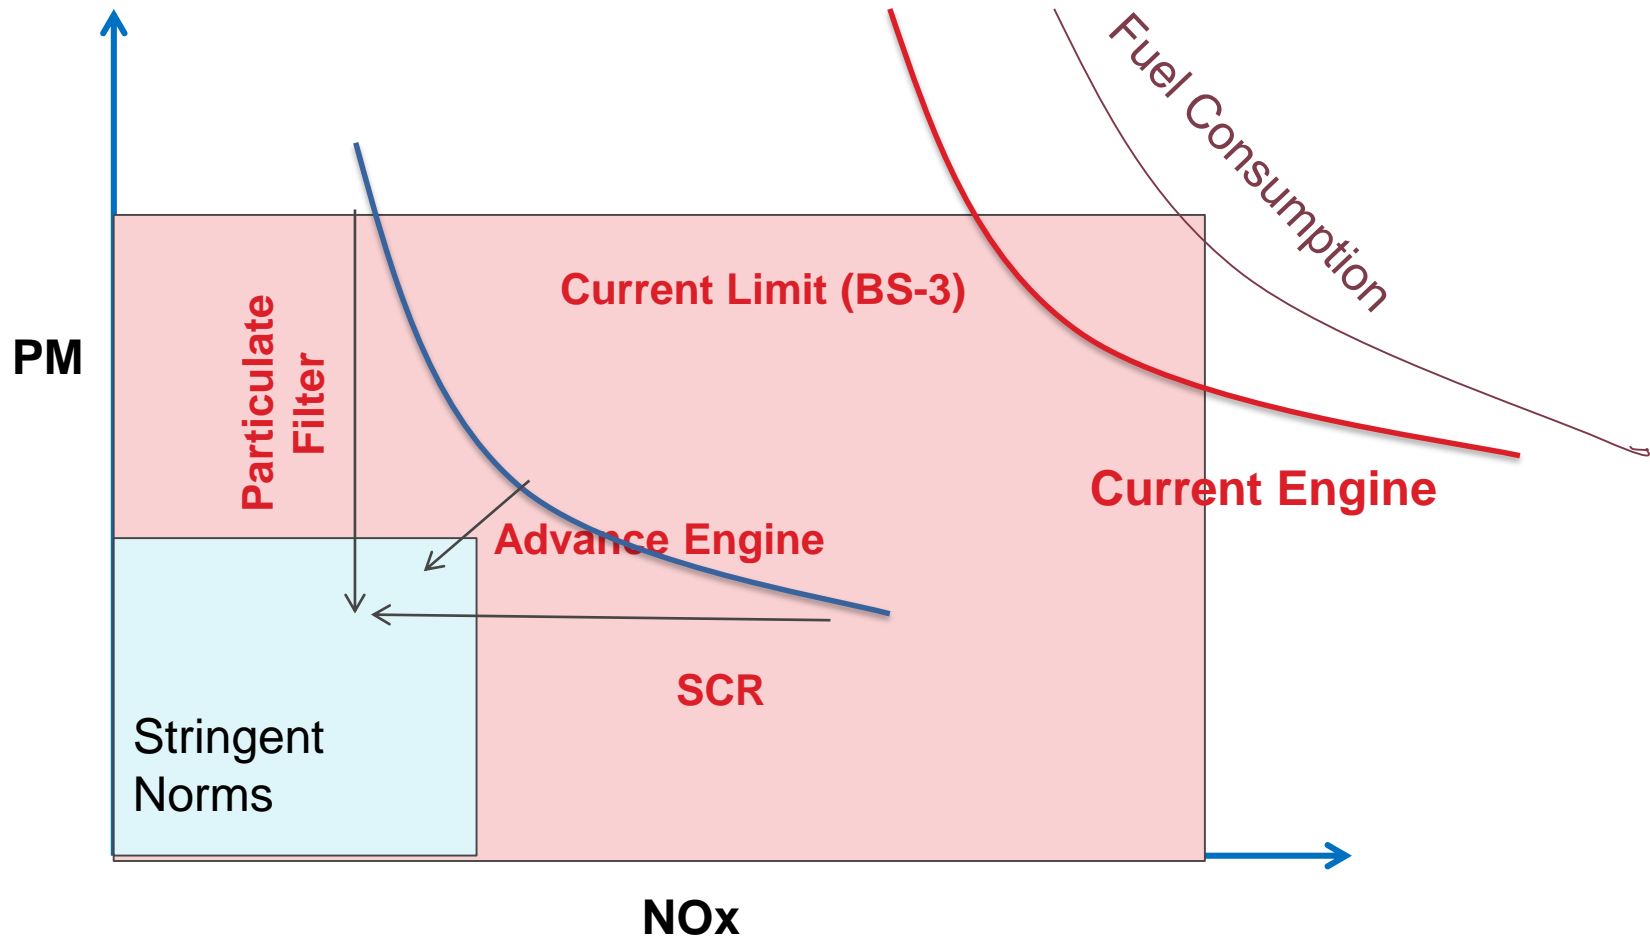 Fuel Consumption
Current Limit (BS-3)
PM
Particulate
Filter
Current Engine
Advance Engine
SCR
Stringent
Norms
NOx